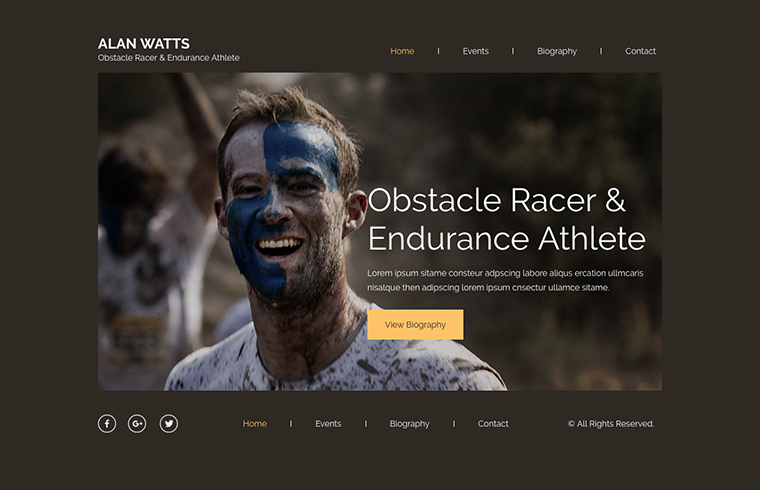 ALAN WATTS
Obstacle Racer & Endurance Athlete
Home | Events | Biography | Contact
Obstacle Racer &
Endurance Athlete
Lorem ipsum sitame consteur adpscing labore aliqus ercation ullmcaris
nisalque then adipscing lorem ipsum cnsectur ullamce sitame.
View Biography
f G+ Home | Events | Biography | Contact © All Rights Reserved.